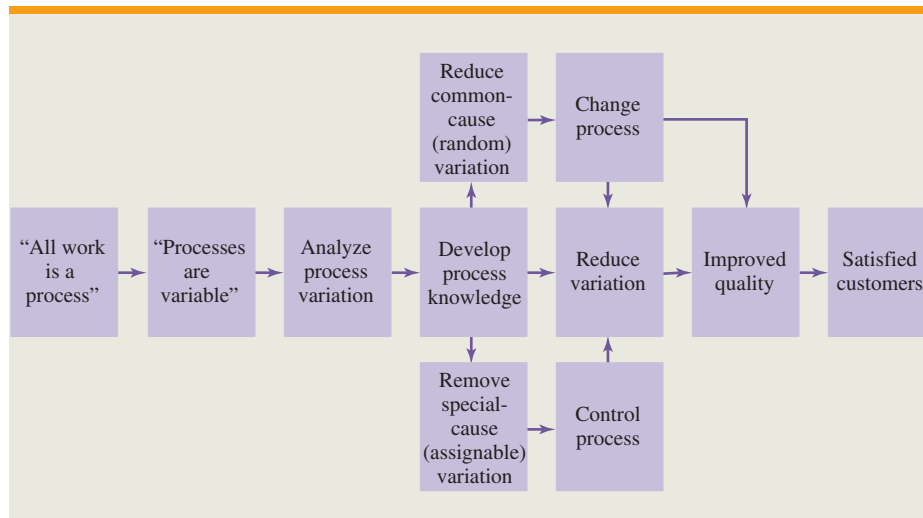 Reduce
common-
cause
(random)
variation
Change
process
“All work
is a
process”
“Processes
are
variable”
Analyze
process
variation
Develop
process
knowledge
Reduce
variation
Improved
quality
Satisfied
customers
Remove
special-
cause
(assignable)
variation
Control
process